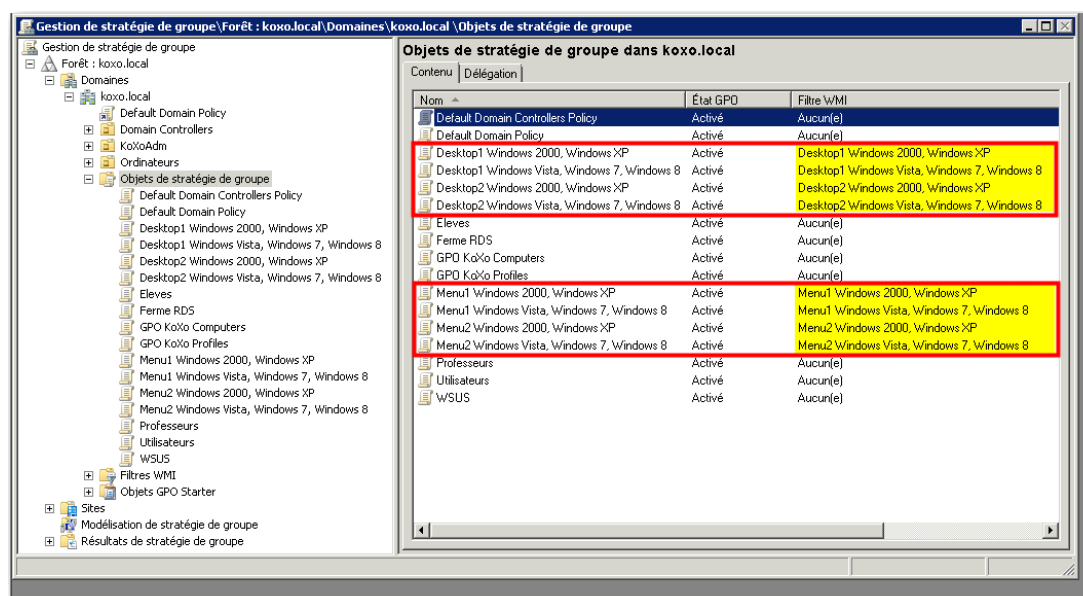 Gestion de stratégie de groupe\Forêt : koxo.local\Domaines\koxo.local \Objets de stratégie de groupe
Gestion de stratégie de groupe
Forêt : koxo.local
Domaines
koxo.local
Default Domain Policy
Domain Controllers
KoXoAdm
Ordinateurs
Objets de stratégie de groupe
Default Domain Controllers Policy
Default Domain Policy
Desktop1 Windows 2000, Windows XP
Desktop1 Windows Vista, Windows 7, Windows 8
Desktop2 Windows 2000, Windows XP
Desktop2 Windows Vista, Windows 7, Windows 8
Eleves
Ferme RDS
GPO KoXo Computers
GPO KoXo Profiles
Menu1 Windows 2000, Windows XP
Menu1 Windows Vista, Windows 7, Windows 8
Menu2 Windows 2000, Windows XP
Menu2 Windows Vista, Windows 7, Windows 8
Professeurs
Utilisateurs
WSUS
Filtres WMI
Objets GPO Starter
Sites
Modélisation de stratégie de groupe
Résultats de stratégie de groupe
Objets de stratégie de groupe dans koxo.local
Contenu Délégation
Nom État GPO Filtre WMI
Default Domain Controllers Policy Activé Aucun(e)
Default Domain Policy Activé Aucun(e)
Desktop1 Windows 2000, Windows XP Activé Desktop1 Windows 2000, Windows XP
Desktop1 Windows Vista, Windows 7, Windows 8 Activé Desktop1 Windows Vista, Windows 7, Windows 8
Desktop2 Windows 2000, Windows XP Activé Desktop2 Windows 2000, Windows XP
Desktop2 Windows Vista, Windows 7, Windows 8 Activé Desktop2 Windows Vista, Windows 7, Windows 8
Eleves Activé Aucun(e)
Ferme RDS Activé Aucun(e)
GPO KoXo Computers Activé Aucun(e)
GPO KoXo Profiles Activé Aucun(e)
Menu1 Windows 2000, Windows XP Activé Menu1 Windows 2000, Windows XP
Menu1 Windows Vista, Windows 7, Windows 8 Activé Menu1 Windows Vista, Windows 7, Windows 8
Menu2 Windows 2000, Windows XP Activé Menu2 Windows 2000, Windows XP
Menu2 Windows Vista, Windows 7, Windows 8 Activé Menu2 Windows Vista, Windows 7, Windows 8
Professeurs Activé Aucun(e)
Utilisateurs Activé Aucun(e)
WSUS Activé Aucun(e)